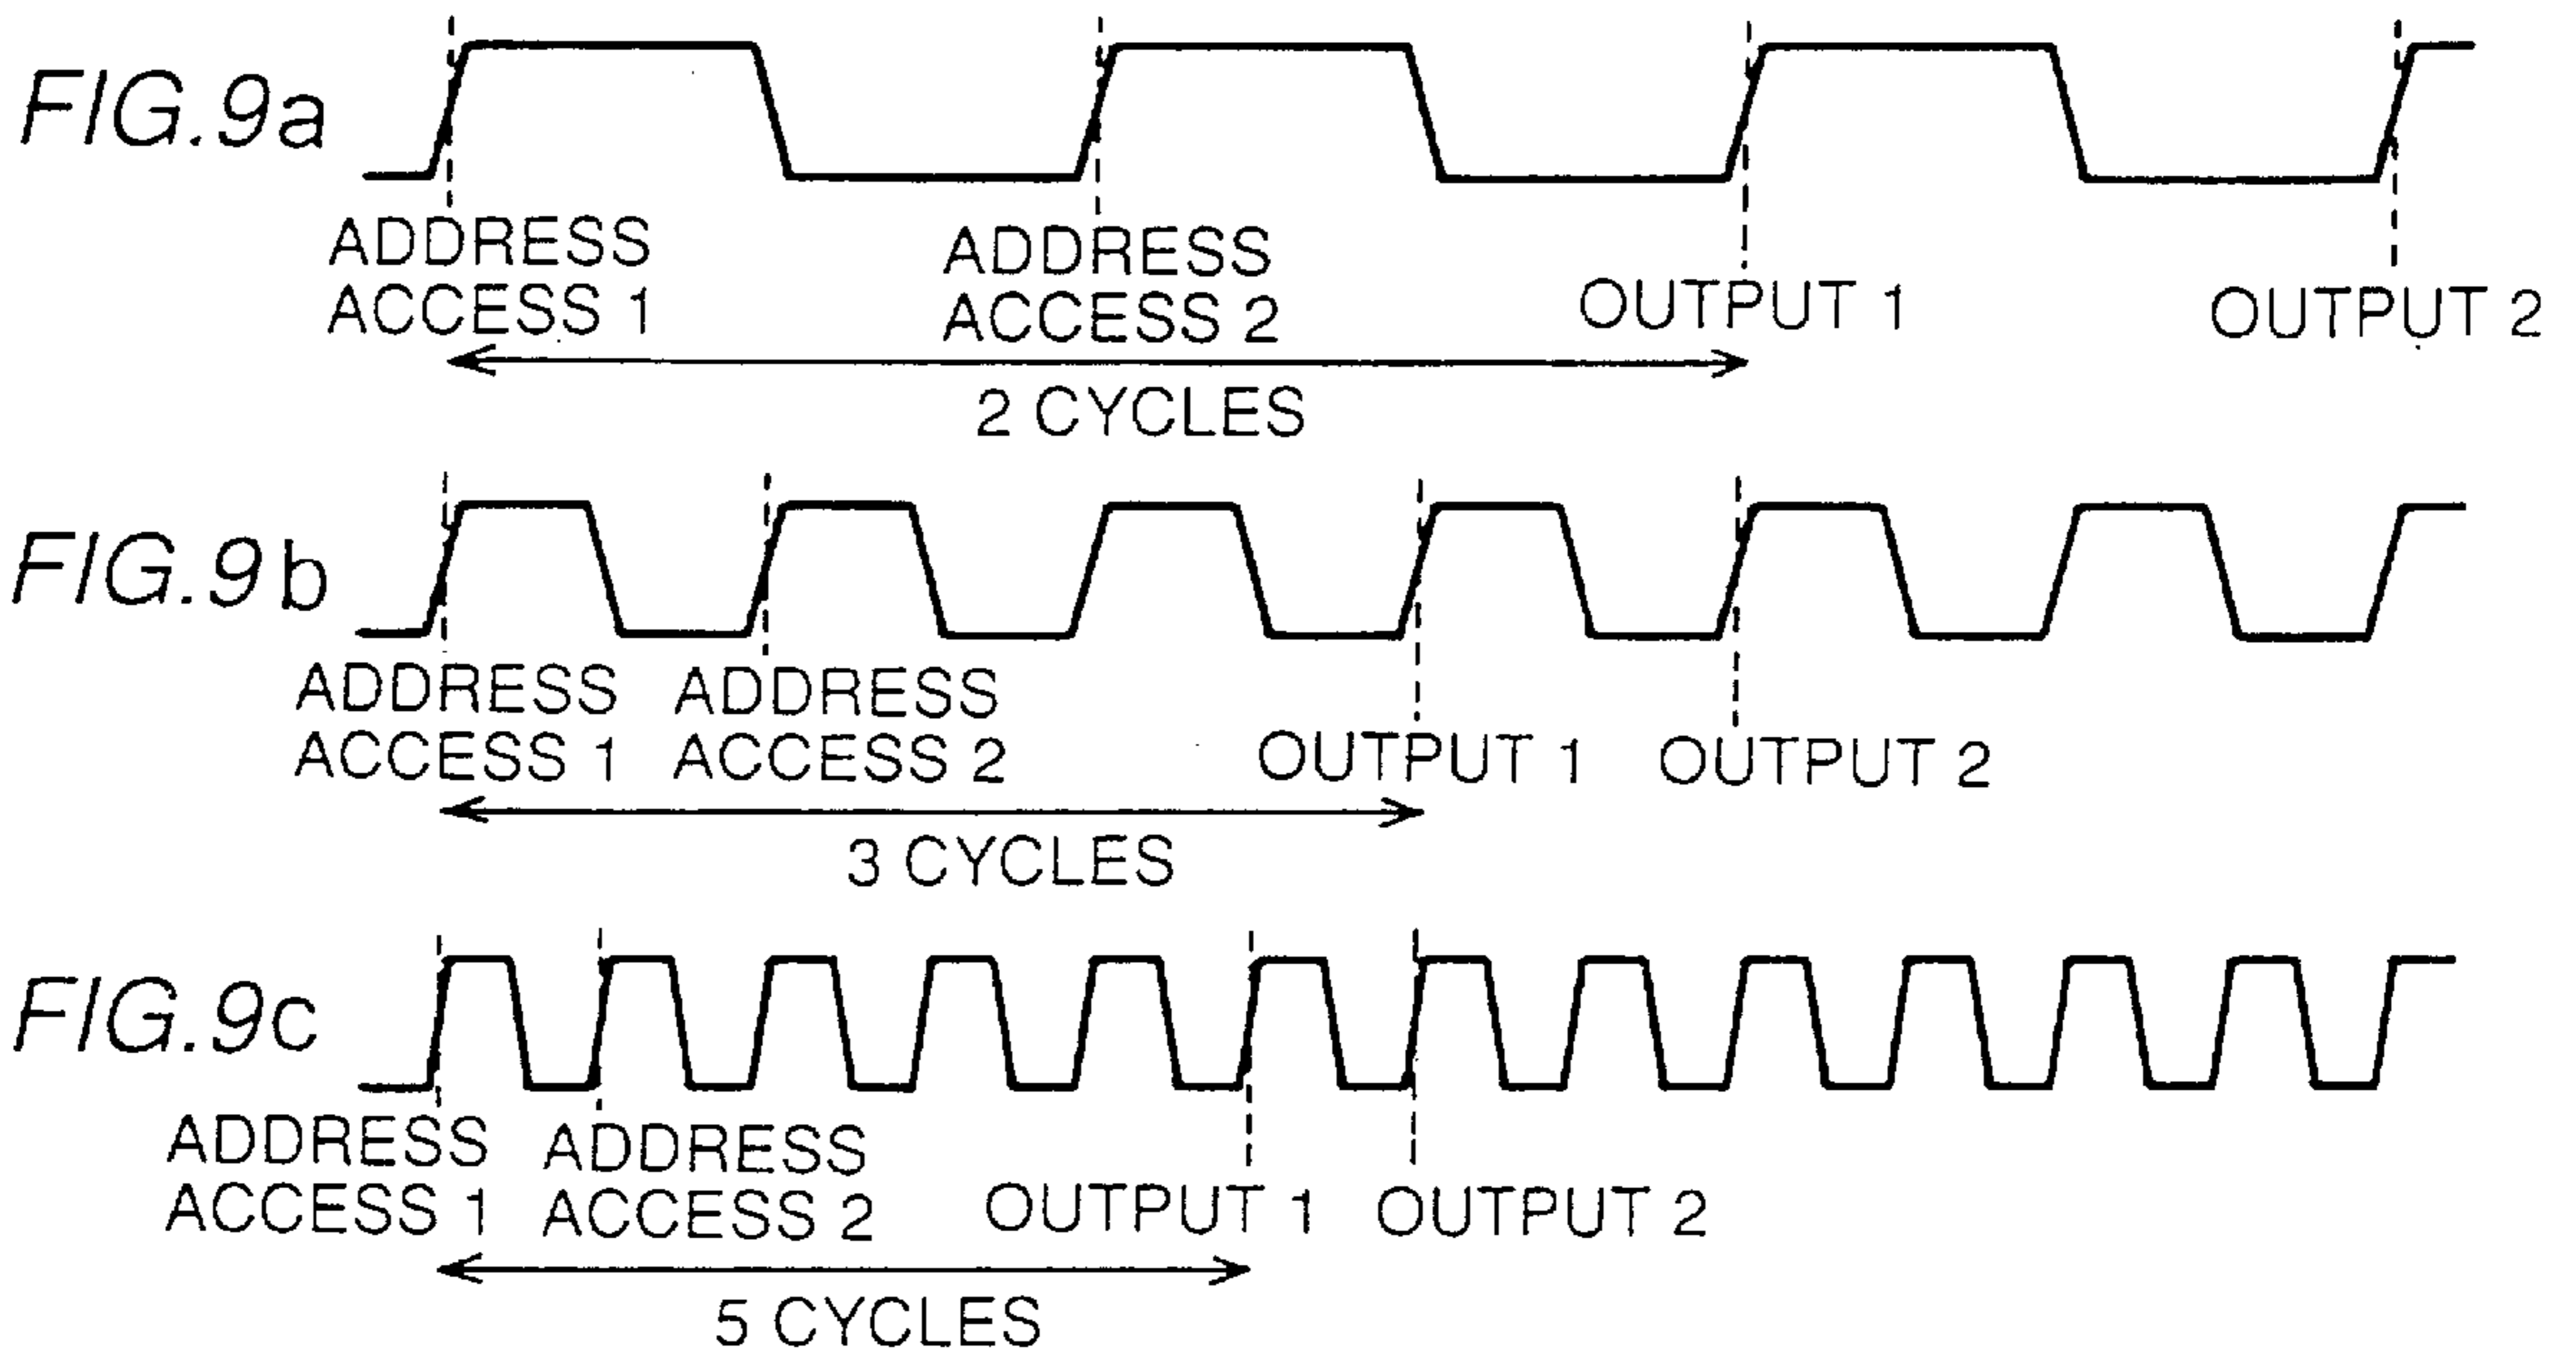 FIG.9a
ADDRESS ADDRESS
ACCESS 1 ACCESS 2 OUTPUT 1 OUTPUT 2
2 CYCLES
FIG.9b
ADDRESS ADDRESS
ACCESS 1 ACCESS 2 OUTPUT 1 OUTPUT 2
3 CYCLES
FIG.9c
ADDRESS ADDRESS
ACCESS 1 ACCESS 2 OUTPUT 1 OUTPUT 2
5 CYCLES